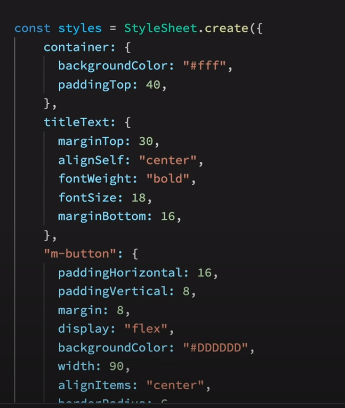 const styles = StyleSheet.create({
container: {
backgroundColor: "#fff",
paddingTop: 40,
},
titleText: {
marginTop: 30,
alignSelf: "center",
fontWeight: "bold",
fontSize: 18,
marginBottom: 16,
},
"m-button": {
paddingHorizontal: 16,
paddingVertical: 8,
margin: 8,
display: "flex",
backgroundColor: "#DDDDDD",
width: 90,
alignItems: "center",